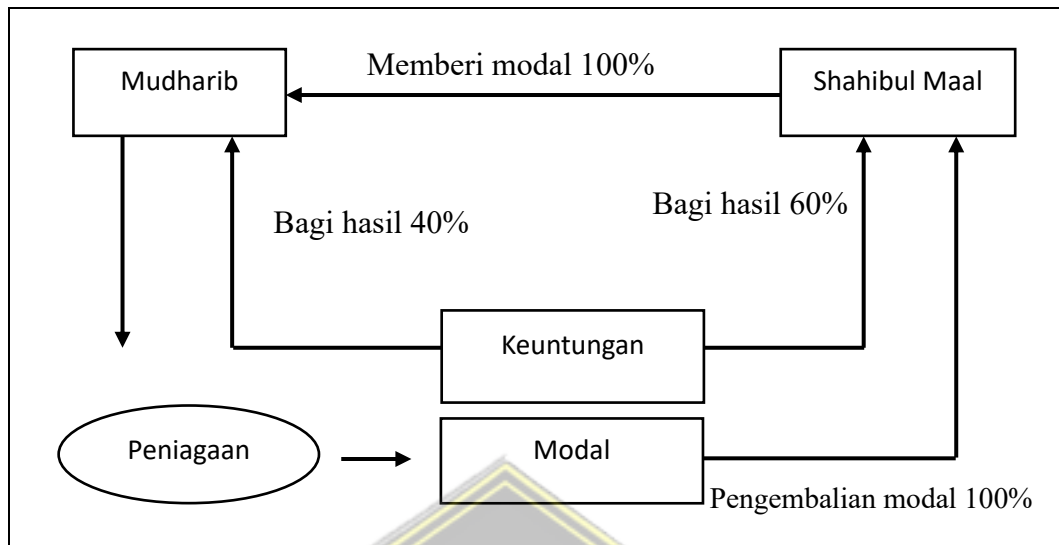 Mudharib
Memberi modal 100%
Shahibul Maal
Bagi hasil 40%
Bagi hasil 60%
Keuntungan
Peniagaan
Modal
Pengembalian modal 100%